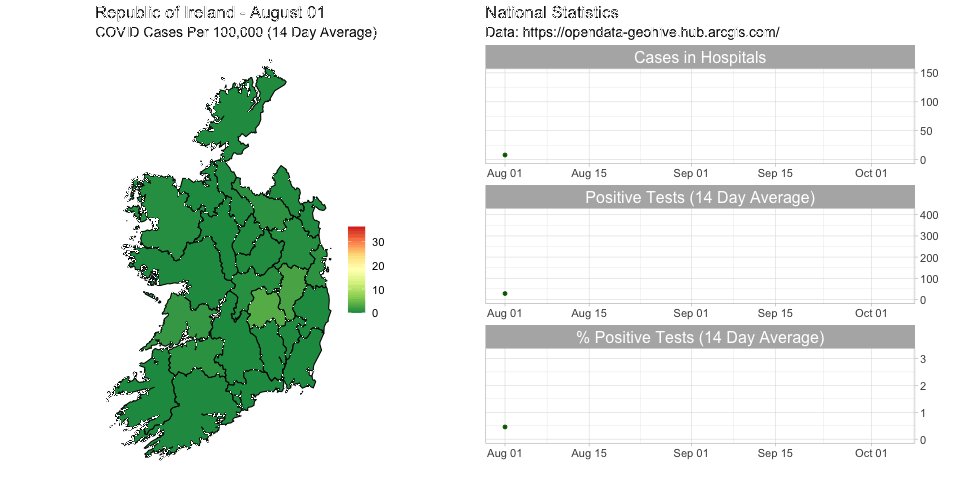 Republic of Ireland - August 01
COVID Cases Per 100,000 (14 Day Average)
30
20
10
0
National Statistics
Data: https://opendata-geohive.hub.arcgis.com/
Cases in Hospitals
150
100
50
0
Aug 01 Aug 15 Sep 01 Sep 15 Oct 01
Positive Tests (14 Day Average)
400
300
200
100
0
Aug 01 Aug 15 Sep 01 Sep 15 Oct 01
% Positive Tests (14 Day Average)
3
2
1
0
Aug 01 Aug 15 Sep 01 Sep 15 Oct 01